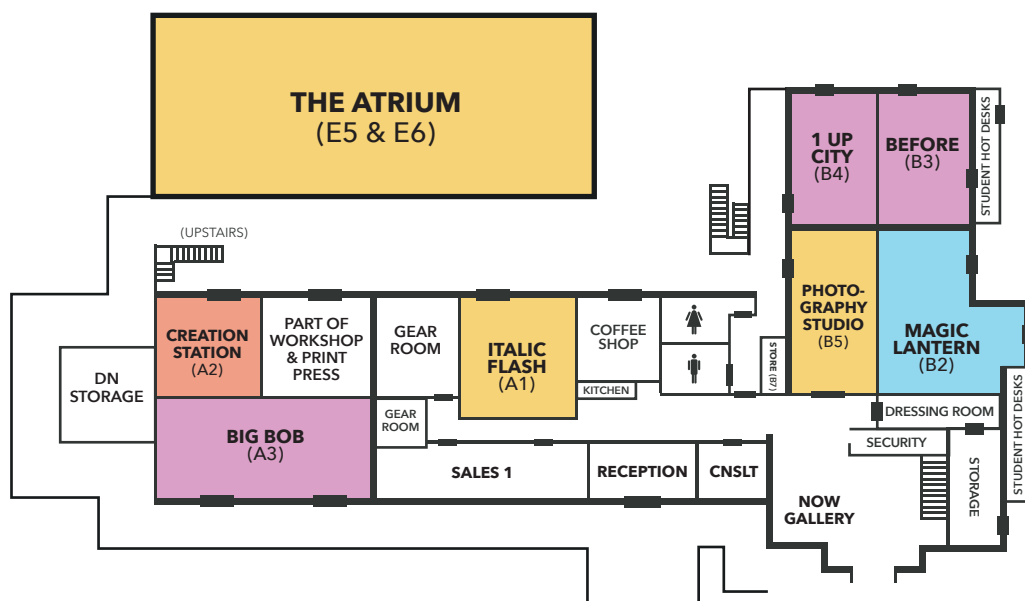 THE ATRIUM
(E5 & E6)
1 UP
CITY
(B4)
BEFORE
(B3)
STUDENT HOT DESKS
(UPSTAIRS)
CREATION
STATION
(A2)
PART OF
WORKSHOP
& PRINT
PRESS
GEAR
ROOM
ITALIC
FLASH
(A1)
COFFEE
SHOP
KITCHEN
STORE (B7)
PHOTO-
GRAPHY
STUDIO
(B5)
MAGIC
LANTERN
(B2)
DN
STORAGE
BIG BOB
(A3)
GEAR
ROOM
DRESSING ROOM
SECURITY
STORAGE
STUDENT HOT DESKS
SALES 1
RECEPTION
CNSLT
NOW
GALLERY